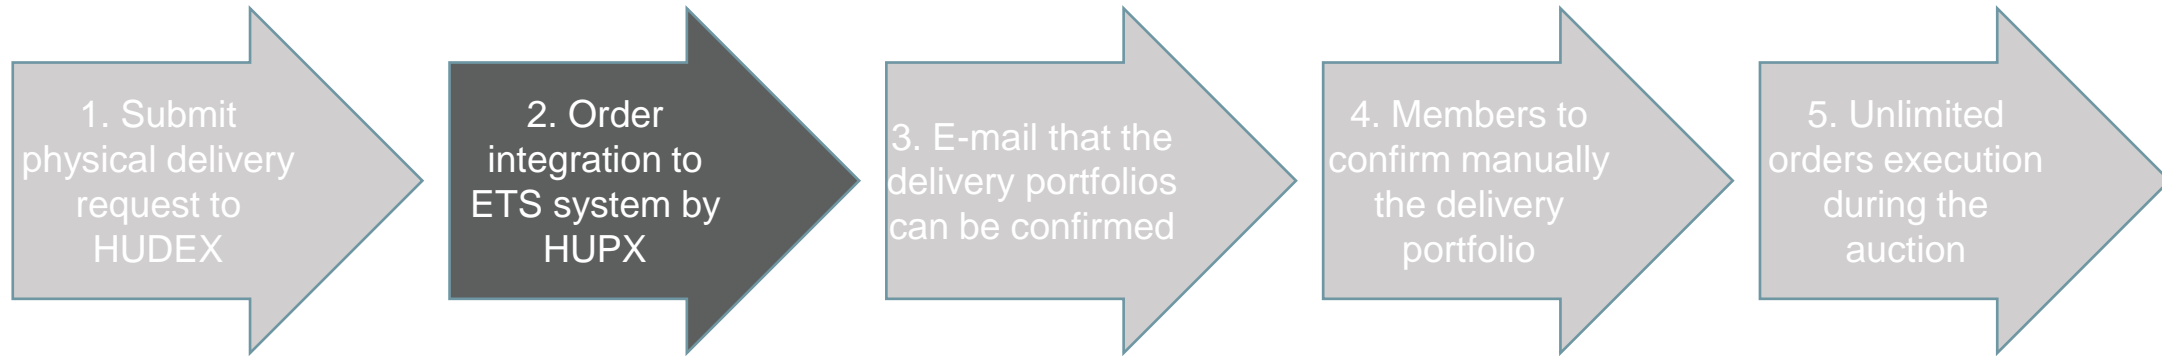 1. Submit
physical delivery
request to
HUDEX
2. Order
integration to
ETS system by
HUPX
3. E-mail that the
delivery portfolios
can be confirmed
4. Members to
confirm manually
the delivery
portfolio
5. Unlimited
orders execution
during the
auction